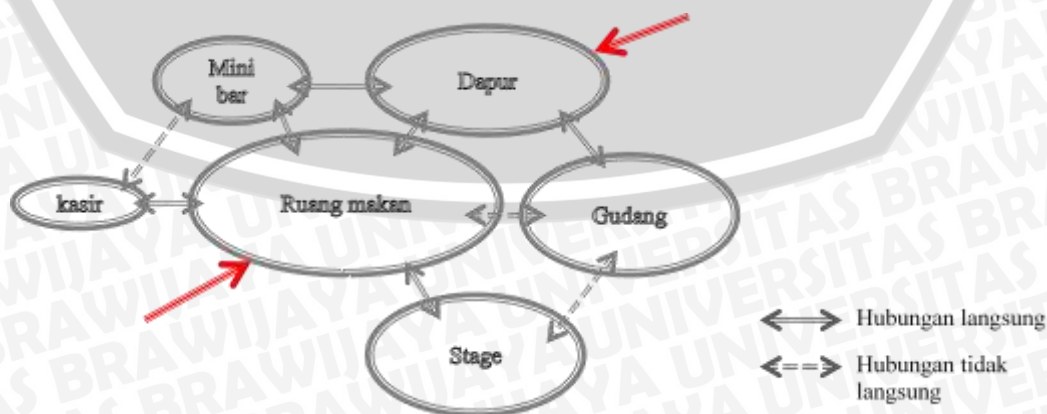 Mini
bar
Dapur
kasir
Ruang makan
Gudang
Stage
Hubungan langsung
Hubungan tidak
langsung